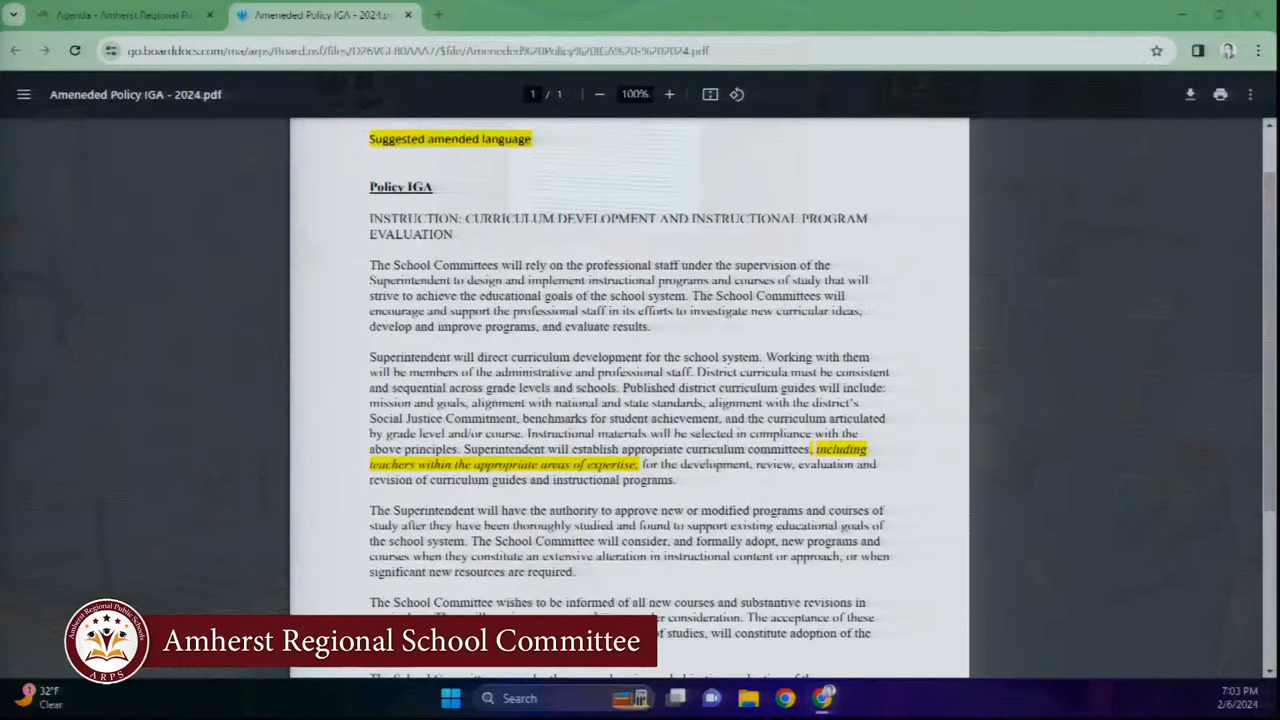 Agenda - Amherst Regional Pu
Ameneded Policy IGA - 2024.p
Ameneded Policy IGA - 2024.pdf
1 / 1
100%
Suggested amended language
Policy IGA
INSTRUCTION: CURRICULUM DEVELOPMENT AND INSTRUCTIONAL PROGRAM
EVALUATION
The School Committees will rely on the professional staff under the supervision of the
Superintendent to design and implement instructional programs and courses of study that will
strive to achieve the educational goals of the school system. The School Committees will
encourage and support the professional staff in its efforts to investigate new curricular ideas,
develop and improve programs, and evaluate results.
Superintendent will direct curriculum development for the school system. Working with them
will be members of the administrative and professional staff. District curricula must be consistent
and sequential across grade levels and schools. Published district curriculum guides will include:
mission and goals, alignment with national and state standards, alignment with the district's
Social Justice Commitment, benchmarks for student achievement, and the curriculum articulated
by grade level and/or course. Instructional materials will be selected in compliance with the
above principles. Superintendent will establish appropriate curriculum committees, including
teachers within the appropriate areas of expertise, for the development, review, evaluation and
revision of curriculum guides and instructional programs.
The Superintendent will have the authority to approve new or modified programs and courses of
study after they have been thoroughly studied and found to support existing educational goals of
the school system. The School Committee will consider, and formally adopt, new programs and
courses when they constitute an extensive alteration in instructional content or approach, or when
significant new resources are required.
The School Committee wishes to be informed of all new courses and substantive revisions in
consideration. The acceptance of these
of studies, will constitute adoption of the
Amherst Regional School Committee
Amherst Regional Public Schools
ARPS
32°F
Clear
Search
7:03 PM
2/6/2024